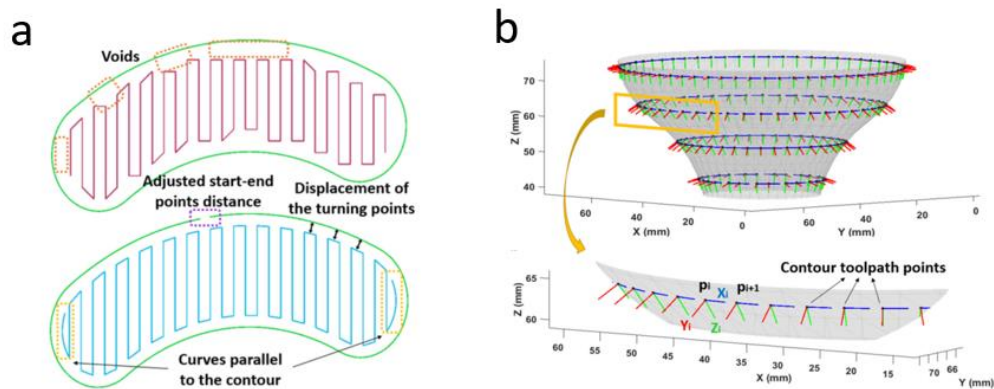 a
Voids
Adjusted start-end
points distance
Displacement of
the turning points
Curves parallel
to the contour
b
70
60
50
40
Z (mm)
60
40
20
0
X (mm)
60
40
20
0
Y (mm)
Contour toolpath points
pi
Xi
pi+1
Yi
Zi
65
60
Z (mm)
60
55
50
45
40
35
30
25
20
15
X (mm)
70
66
Y (mm)